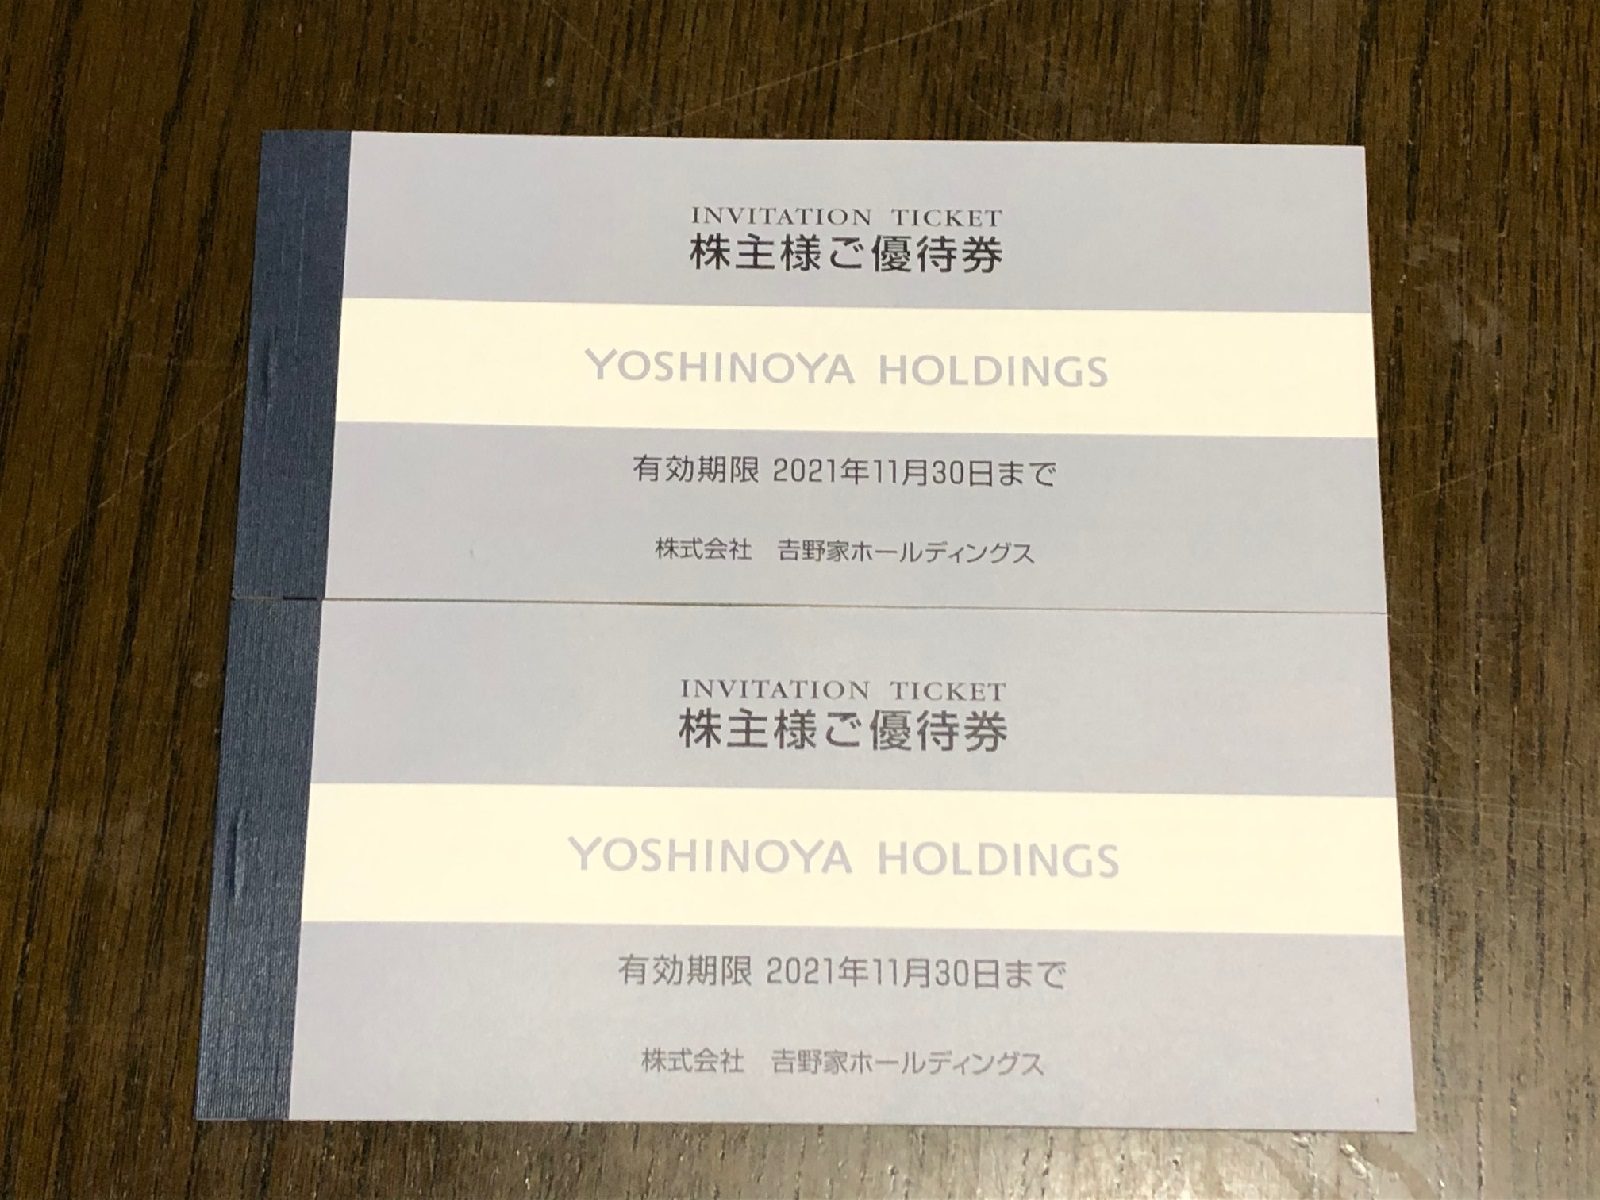 INVITATION TICKET
株主様ご優待券
YOSHINOYA HOLDINGS
有効期限 2021年11月30日まで
株式会社 𠮷野家ホールディングス
INVITATION TICKET
株主様ご優待券
YOSHINOYA HOLDINGS
有効期限 2021年11月30日まで
株式会社 𠮷野家ホールディングス